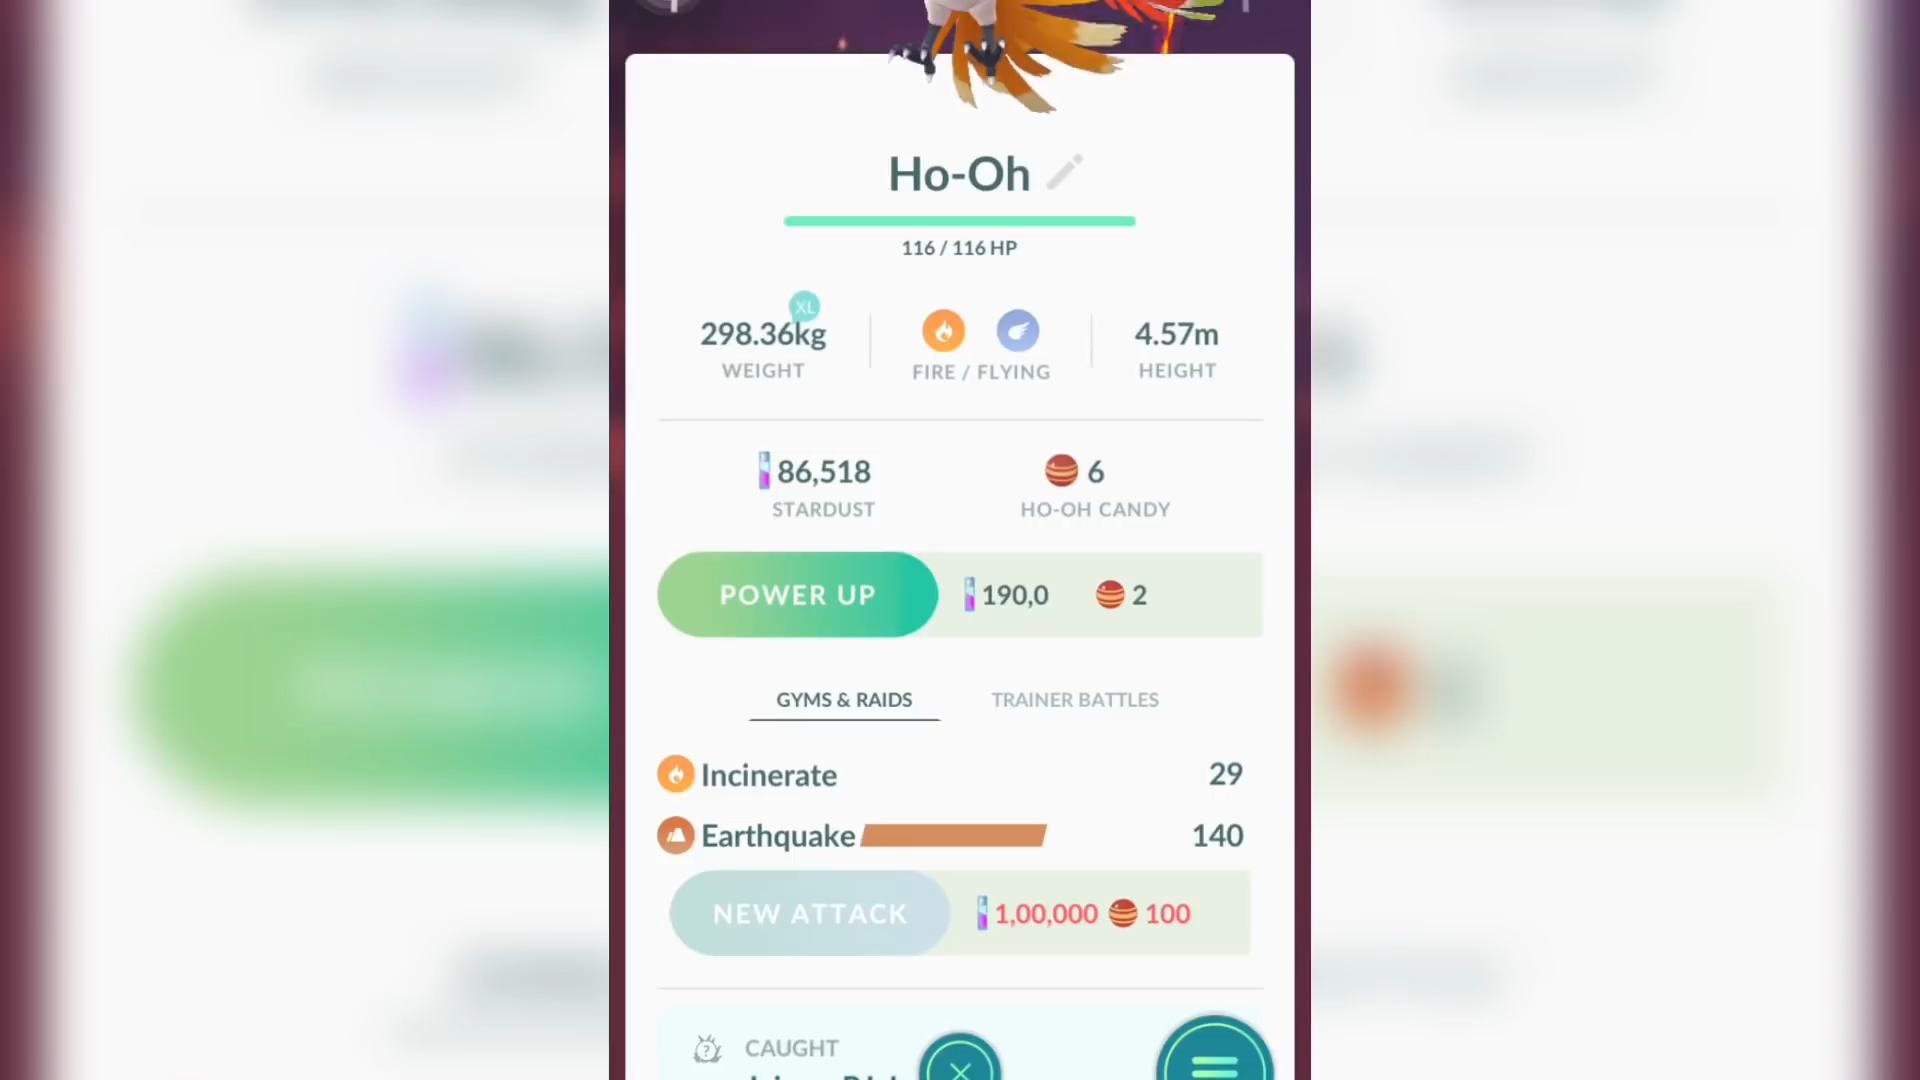 Ho-Oh
116 / 116 HP
XL
298.36kg
WEIGHT
FIRE / FLYING
4.57m
HEIGHT
86,518
STARDUST
6
HO-OH CANDY
POWER UP
190,0
2
GYMS & RAIDS
TRAINER BATTLES
Incinerate
29
Earthquake
140
NEW ATTACK
1,00,000
100
?
CAUGHT